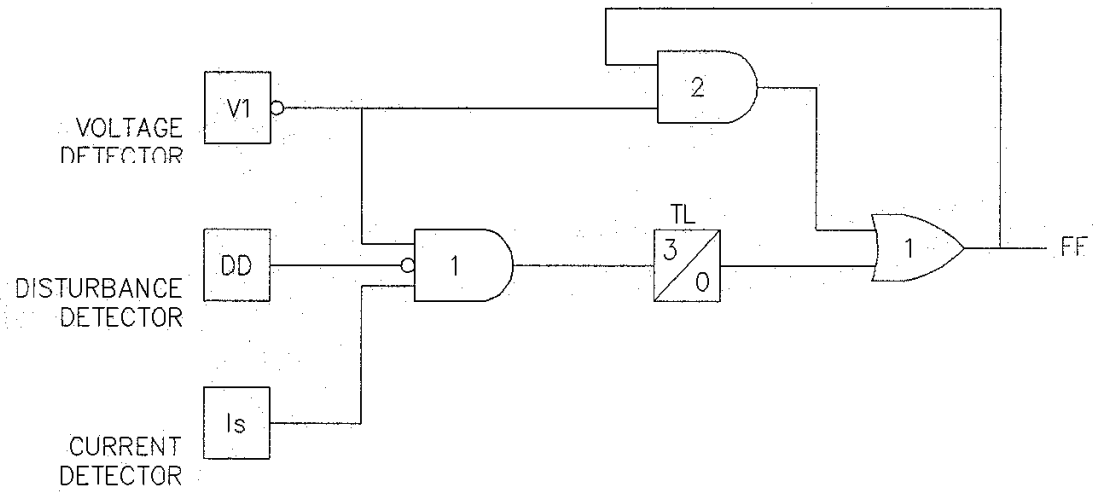 V1
VOLTAGE
DETECTOR
2
DD
DISTURBANCE
DETECTOR
1
TL
3
0
1
FF
Is
CURRENT
DETECTOR